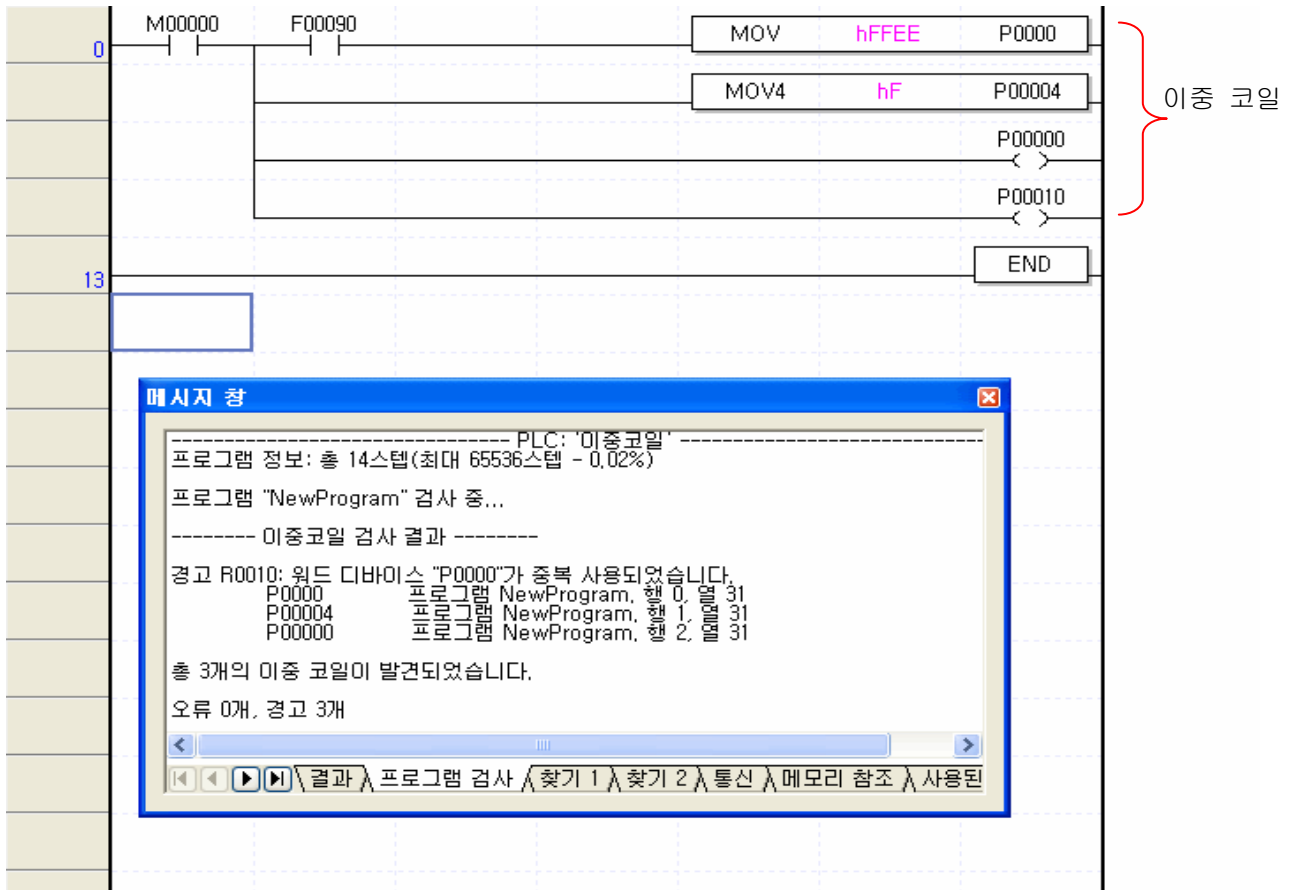 M00000 F00090
0 MOV hFFEE P0000
MOV4 hF P00004
이중 코일
P00000
P00010
13 END
메시지 창
-------------------------------- PLC: '이중코일' ----------------------------
프로그램 정보: 총 14스텝(최대 65536스텝 - 0,02%)
프로그램 "NewProgram" 검사 중...
-------- 이중코일 검사 결과 --------
경고 R0010: 워드 디바이스 "P0000"가 중복 사용되었습니다.
P0000 프로그램 NewProgram, 행 0, 열 31
P00004 프로그램 NewProgram, 행 1, 열 31
P00000 프로그램 NewProgram, 행 2, 열 31
총 3개의 이중 코일이 발견되었습니다.
오류 0개, 경고 3개
결과 프로그램 검사 찾기 1 찾기 2 통신 메모리 참조 사용된